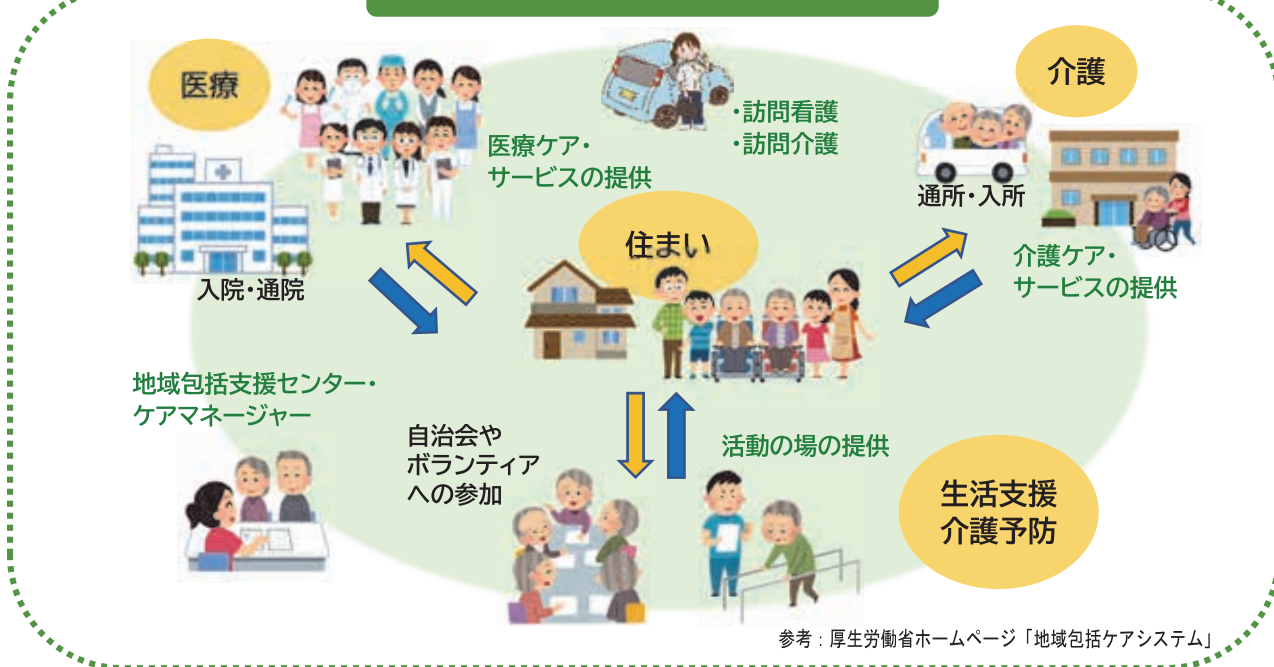 医療
医療ケア・
サービスの提供
入院・通院
・訪問看護
・訪問介護
介護
通所・入所
介護ケア・
サービスの提供
住まい
地域包括支援センター・
ケアマネージャー
自治会や
ボランティア
への参加
活動の場の提供
生活支援
介護予防
参考：厚生労働省ホームページ「地域包括ケアシステム」